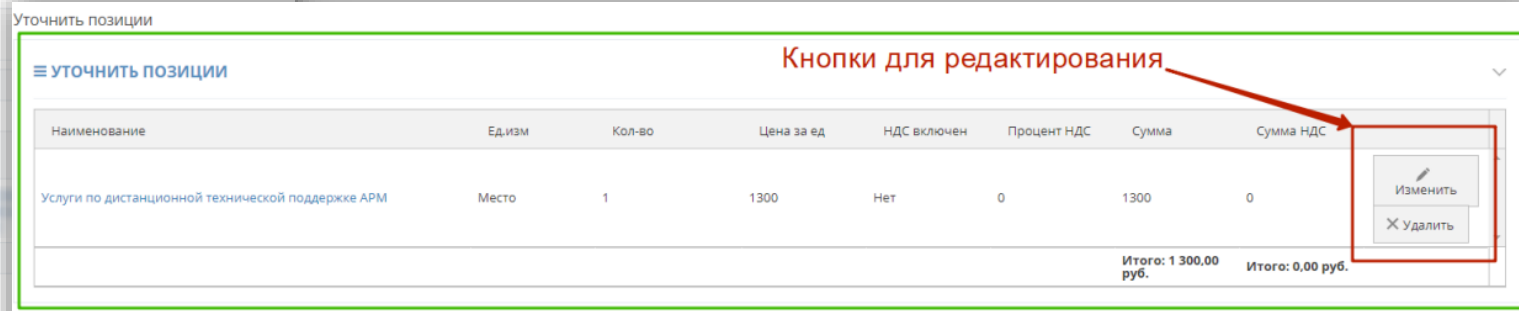 Уточнить позиции
Кнопки для редактирования
УТОЧНИТЬ ПОЗИЦИИ
Наименование Ед.изм Кол-во Цена за ед НДС включен Процент НДС Сумма Сумма НДС
Услуги по дистанционной технической поддержке АРМ Место 1 1300 Нет 0 1300 0
Изменить
Удалить
Итого: 1 300,00 Итого: 0,00 руб.
руб.